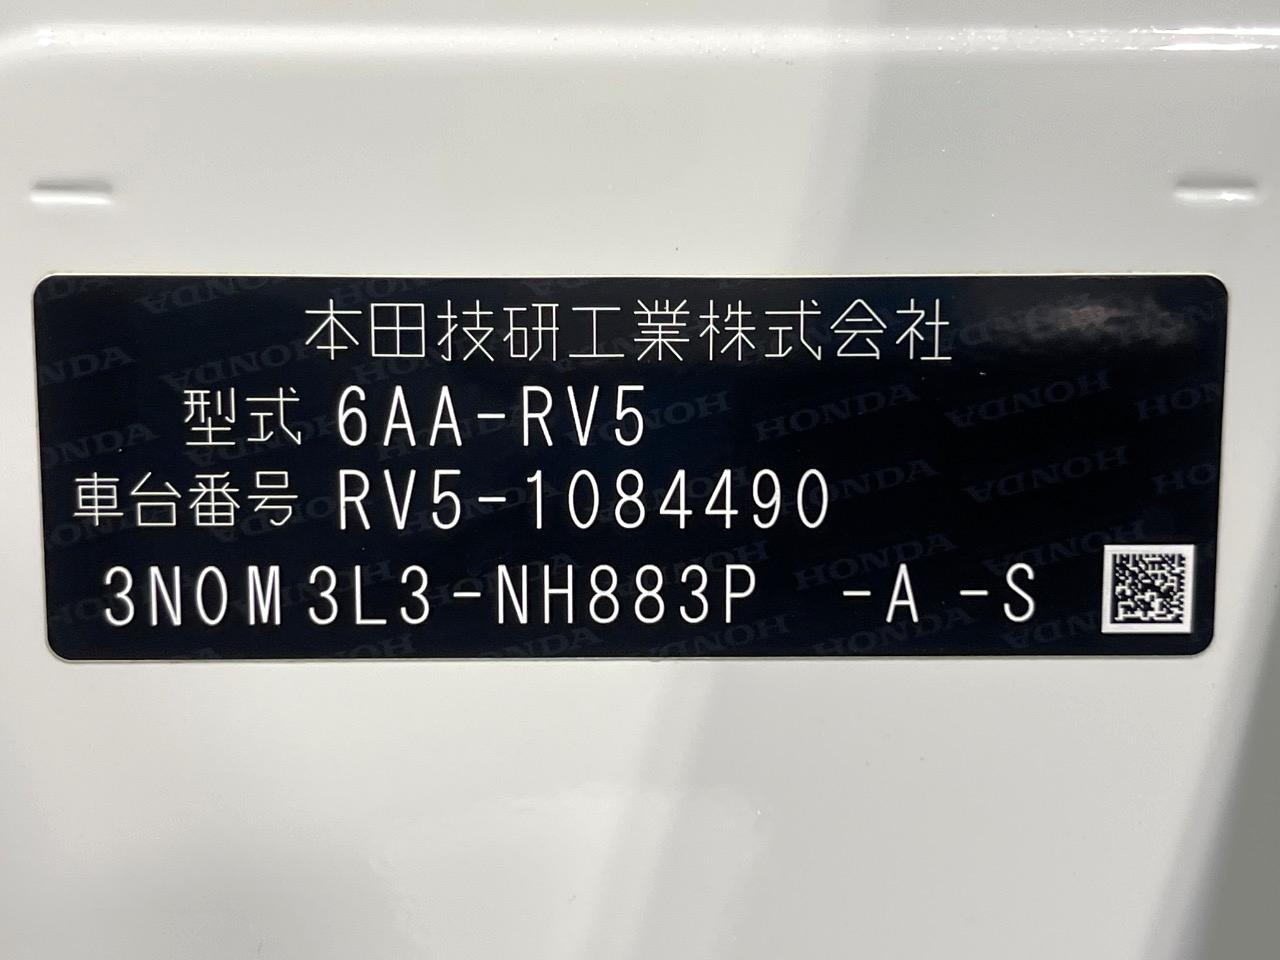 本田技研工業株式会社
型式 6AA-RV5
車台番号 RV5-1084490
3N0M3L3-NH883P -A -S